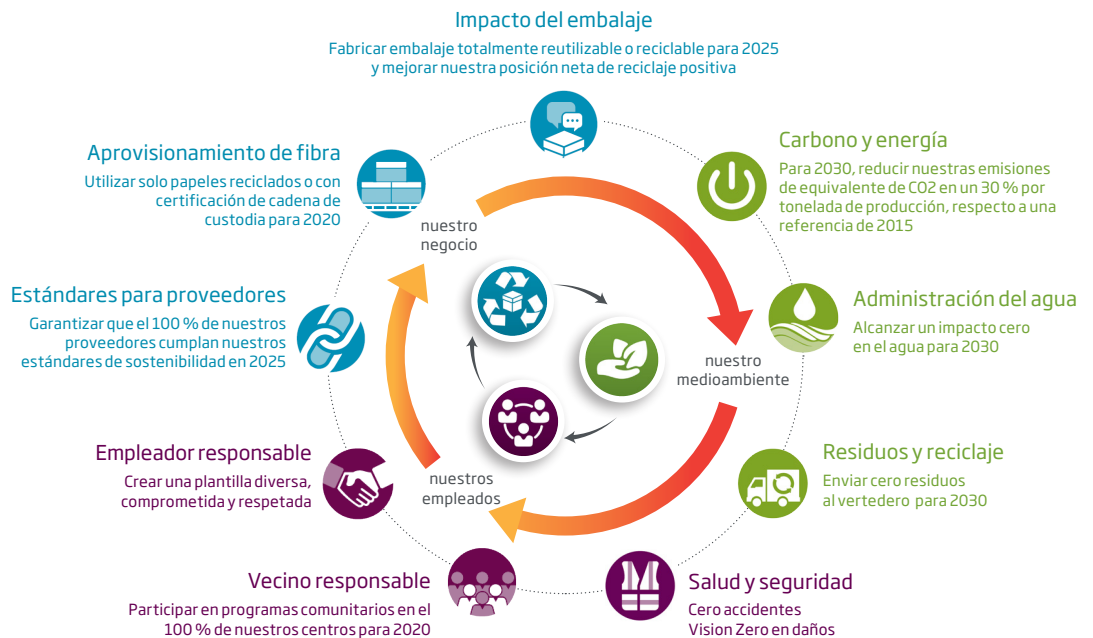 Impacto del embalaje
Fabricar embalaje totalmente reutilizable o reciclable para 2025
y mejorar nuestra posición neta de reciclaje positiva
Carbono y energía
Para 2030, reducir nuestras emisiones
de equivalente de CO2 en un 30 % por
tonelada de producción, respecto a una
referencia de 2015
Administración del agua
Alcanzar un impacto cero
en el agua para 2030
Residuos y reciclaje
Enviar cero residuos
al vertedero para 2030
Salud y seguridad
Cero accidentes
Vision Zero en daños
Vecino responsable
Participar en programas comunitarios en el
100 % de nuestros centros para 2020
Empleador responsable
Crear una plantilla diversa,
comprometida y respetada
Estándares para proveedores
Garantizar que el 100 % de nuestros
proveedores cumplan nuestros
estándares de sostenibilidad en 2025
Aprovisionamiento de fibra
Utilizar solo papeles reciclados o con
certificación de cadena de
custodia para 2020
nuestro
negocio
nuestro
medioambiente
nuestros
empleados